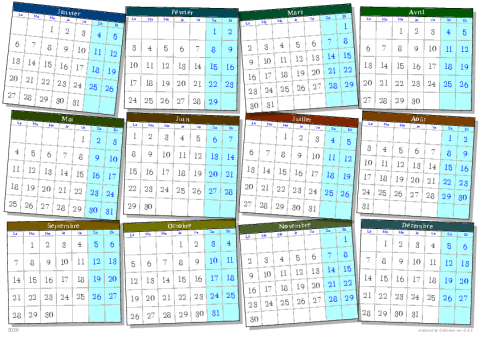 Janvier
Lu Ma Me Je Ve Sa Di
1 2 3 4 5
6 7 8 9 10 11 12
13 14 15 16 17 18 19
20 21 22 23 24 25 26
27 28 29 30 31
Février
Lu Ma Me Je Ve Sa Di
1 2
3 4 5 6 7 8 9
10 11 12 13 14 15 16
17 18 19 20 21 22 23
24 25 26 27 28 29
Mars
Lu Ma Me Je Ve Sa Di
1
2 3 4 5 6 7 8
9 10 11 12 13 14 15
16 17 18 19 20 21 22
23 24 25 26 27 28 29
30 31
Avril
Lu Ma Me Je Ve Sa Di
1 2 3 4 5
6 7 8 9 10 11 12
13 14 15 16 17 18 19
20 21 22 23 24 25 26
27 28 29 30
Mai
Lu Ma Me Je Ve Sa Di
1 2 3
4 5 6 7 8 9 10
11 12 13 14 15 16 17
18 19 20 21 22 23 24
25 26 27 28 29 30 31
Juin
Lu Ma Me Je Ve Sa Di
1 2 3 4 5 6 7
8 9 10 11 12 13 14
15 16 17 18 19 20 21
22 23 24 25 26 27 28
29 30
Juillet
Lu Ma Me Je Ve Sa Di
1 2 3 4 5
6 7 8 9 10 11 12
13 14 15 16 17 18 19
20 21 22 23 24 25 26
27 28 29 30 31
Août
Lu Ma Me Je Ve Sa Di
1 2
3 4 5 6 7 8 9
10 11 12 13 14 15 16
17 18 19 20 21 22 23
24 25 26 27 28 29 30
31
Septembre
Lu Ma Me Je Ve Sa Di
1 2 3 4 5 6
7 8 9 10 11 12 13
14 15 16 17 18 19 20
21 22 23 24 25 26 27
28 29 30
Octobre
Lu Ma Me Je Ve Sa Di
1 2 3 4
5 6 7 8 9 10 11
12 13 14 15 16 17 18
19 20 21 22 23 24 25
26 27 28 29 30 31
Novembre
Lu Ma Me Je Ve Sa Di
1
2 3 4 5 6 7 8
9 10 11 12 13 14 15
16 17 18 19 20 21 22
23 24 25 26 27 28 29
30
Décembre
Lu Ma Me Je Ve Sa Di
1 2 3 4 5 6
7 8 9 10 11 12 13
14 15 16 17 18 19 20
21 22 23 24 25 26 27
28 29 30 31
2020